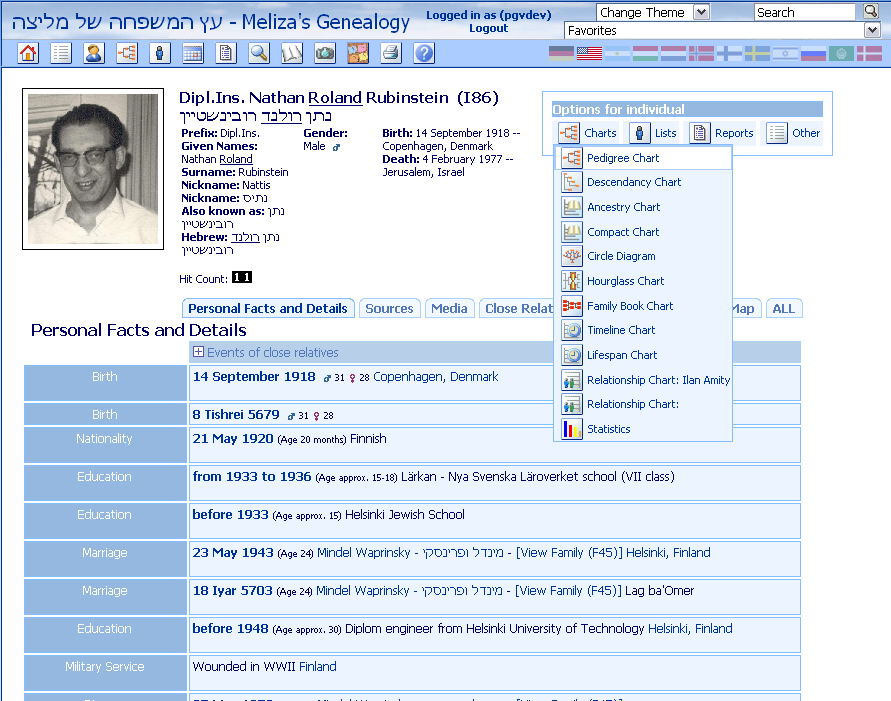 עץ המשפחה של מליצה - Meliza's Genealogy
Logged in as (pgvdev)
Logout
Change Theme
Search
Favorites
Dipl.Ins. Nathan Roland Rubinstein (I86)
נתן רולנד רובינשטיין
Prefix: Dipl.Ins.
Given Names:
Nathan Roland
Surname: Rubinstein
Nickname: Nattis
Nickname: נתיס
Also known as: נתן
רובינשטיין
Hebrew: נתן רולנד
רובינשטיין
Gender:
Male
Birth: 14 September 1918 --
Copenhagen, Denmark
Death: 4 February 1977 --
Jerusalem, Israel
Hit Count: 11
Options for individual
Charts Lists Reports Other
Pedigree Chart
Descendancy Chart
Ancestry Chart
Compact Chart
Circle Diagram
Hourglass Chart
Family Book Chart
Timeline Chart
Lifespan Chart
Relationship Chart: Ilan Amity
Relationship Chart:
Statistics
Personal Facts and Details Sources Media Close Relat Map ALL
Personal Facts and Details
Events of close relatives
Birth 14 September 1918 ♂ 31 ♀ 28 Copenhagen, Denmark
Birth 8 Tishrei 5679 ♂ 31 ♀ 28
Nationality 21 May 1920 (Age 20 months) Finnish
Education from 1933 to 1936 (Age approx. 15-18) Lärkan - Nya Svenska Läroverket school (VII class)
Education before 1933 (Age approx. 15) Helsinki Jewish School
Marriage 23 May 1943 (Age 24) Mindel Waprinsky - מינדל ופרינסקי - [View Family (F45)] Helsinki, Finland
Marriage 18 Iyar 5703 (Age 24) Mindel Waprinsky - מינדל ופרינסקי - [View Family (F45)] Lag ba'Omer
Education before 1948 (Age approx. 30) Diplom engineer from Helsinki University of Technology Helsinki, Finland
Military Service Wounded in WWII Finland